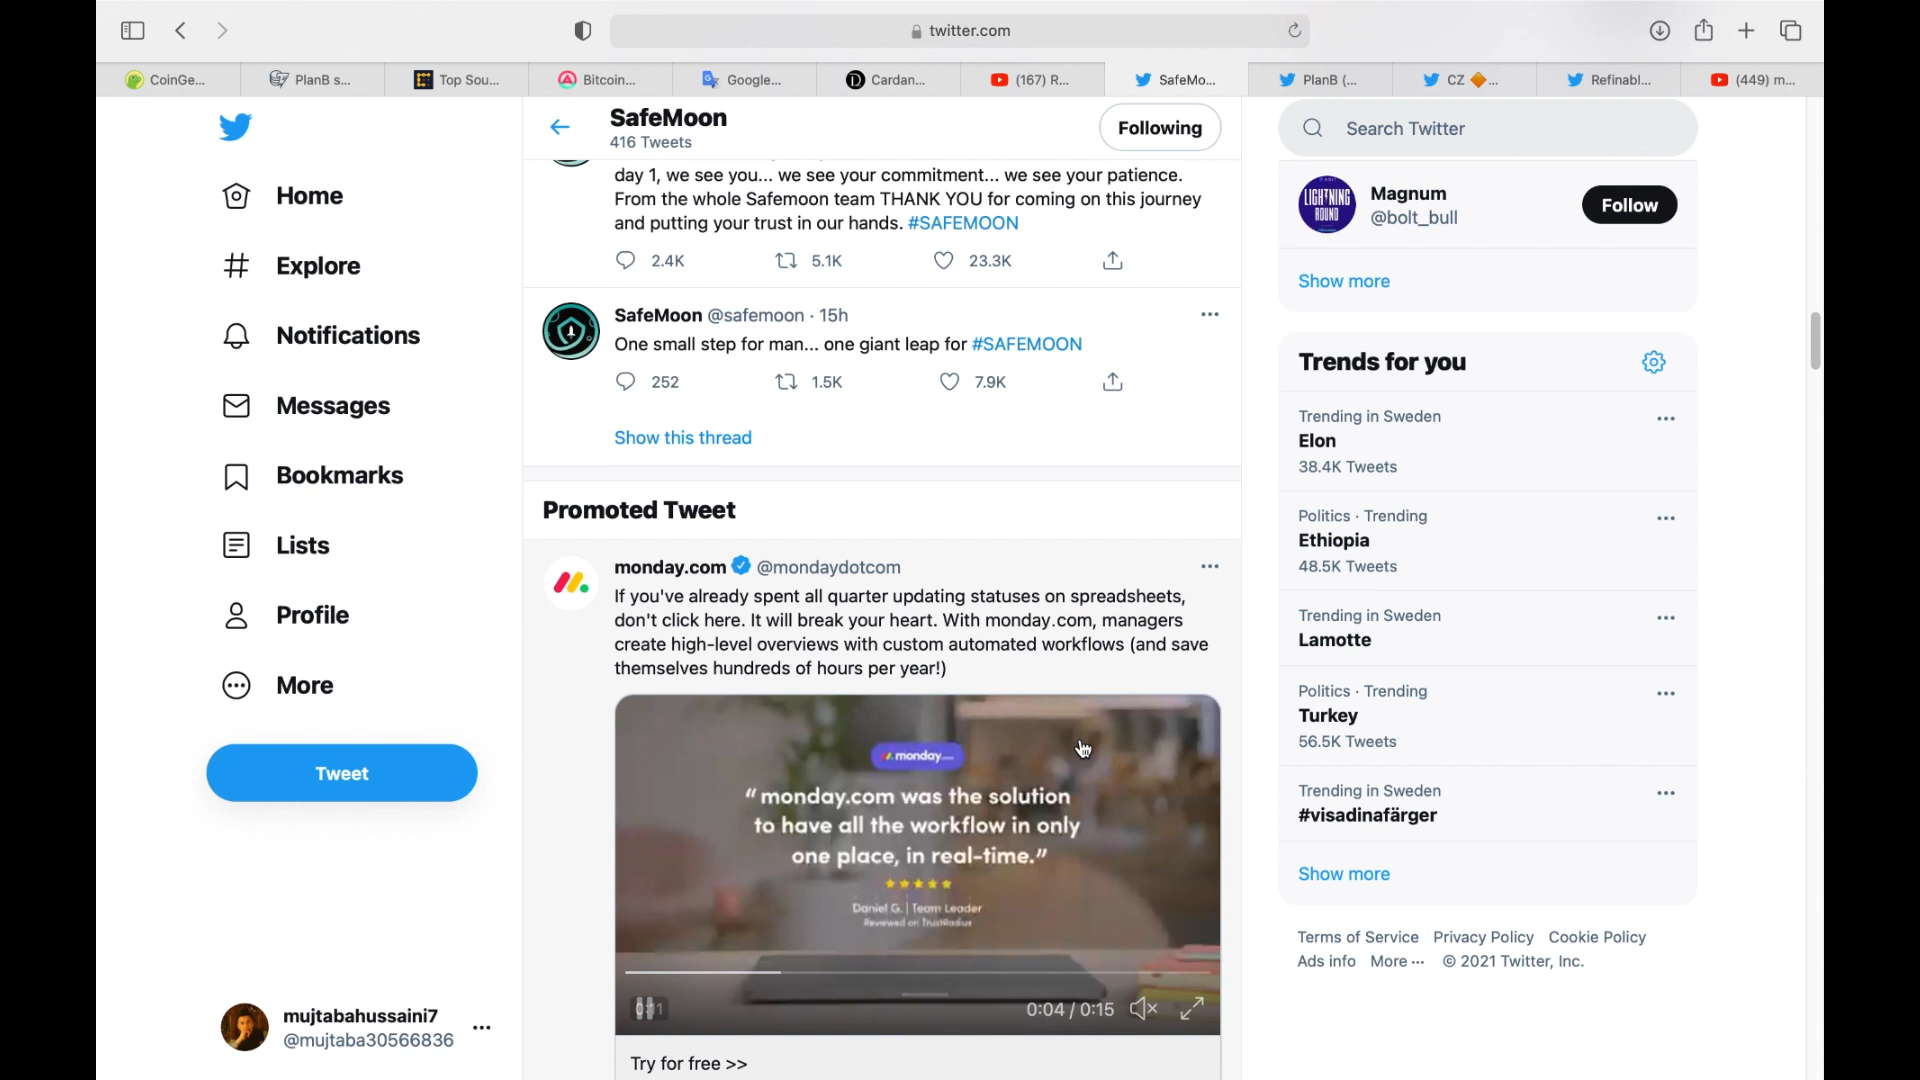 twitter.com
CoinGe...
PlanB s...
Top Sou...
Bitcoin...
Google...
Cardan...
(167) R...
SafeMo...
PlanB (...
CZ 🔶...
Refinabl...
(449) m...
Home
Explore
Notifications
Messages
Bookmarks
Lists
Profile
More
Tweet
mujtabahussaini7
@mujtaba30566836
SafeMoon
416 Tweets
Following
day 1, we see you... we see your commitment... we see your patience.
From the whole Safemoon team THANK YOU for coming on this journey
and putting your trust in our hands. #SAFEMOON
2.4K 5.1K 23.3K
SafeMoon @safemoon · 15h
One small step for man... one giant leap for #SAFEMOON
252 1.5K 7.9K
Show this thread
Promoted Tweet
monday.com @mondaydotcom
If you've already spent all quarter updating statuses on spreadsheets,
don't click here. It will break your heart. With monday.com, managers
create high-level overviews with custom automated workflows (and save
themselves hundreds of hours per year!)
monday.com
"monday.com was the solution
to have all the workflow in only
one place, in real-time."
Daniel G. | Team Leader
Reviewed on TrustRadius
0:11
0:04 / 0:15
Try for free >>
Search Twitter
LIGHTNING
ROUND
Magnum
@bolt_bull
Follow
Show more
Trends for you
Trending in Sweden
Elon
38.4K Tweets
Politics · Trending
Ethiopia
48.5K Tweets
Trending in Sweden
Lamotte
Politics · Trending
Turkey
56.5K Tweets
Trending in Sweden
#visadinafärger
Show more
Terms of Service Privacy Policy Cookie Policy
Ads info More ··· © 2021 Twitter, Inc.